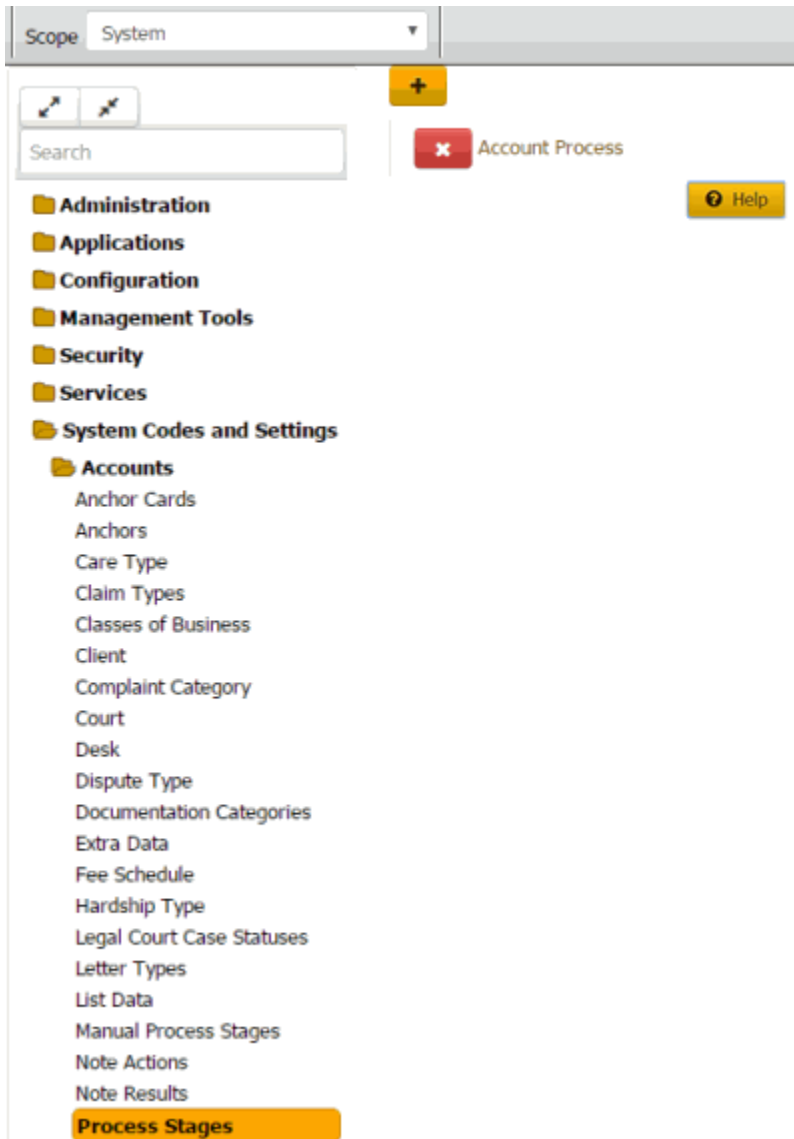 Scope System
+
Search
Account Process
Help
Administration
Applications
Configuration
Management Tools
Security
Services
System Codes and Settings
Accounts
Anchor Cards
Anchors
Care Type
Claim Types
Classes of Business
Client
Complaint Category
Court
Desk
Dispute Type
Documentation Categories
Extra Data
Fee Schedule
Hardship Type
Legal Court Case Statuses
Letter Types
List Data
Manual Process Stages
Note Actions
Note Results
Process Stages